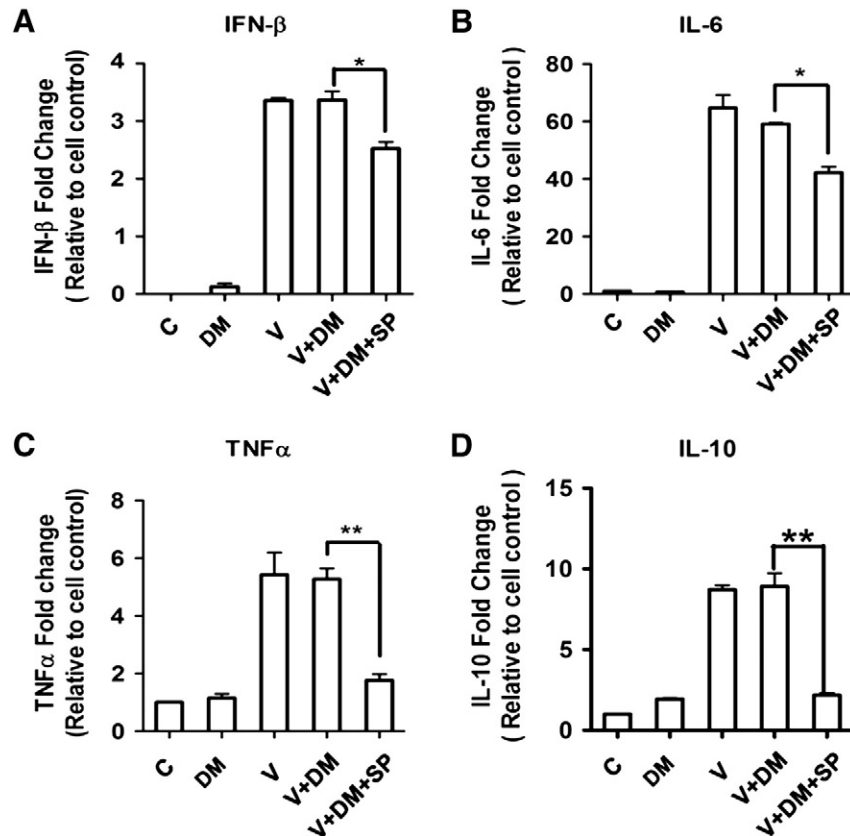 A
IFN-β
IFN-β Fold Change
( Relative to cell control)
4
3
2
1
0
*
C
DM
V
V+DM
V+DM+SP
B
IL-6
IL-6 Fold Change
( Relative to cell control )
80
60
40
20
0
*
C
DM
V
V+DM
V+DM+SP
C
TNFα
TNFα Fold change
(Relative to cell control)
8
6
4
2
0
**
C
DM
V
V+DM
V+DM+SP
D
IL-10
IL-10 Fold Change
( Relative to cell control )
15
10
5
0
**
C
DM
V
V+DM
V+DM+SP